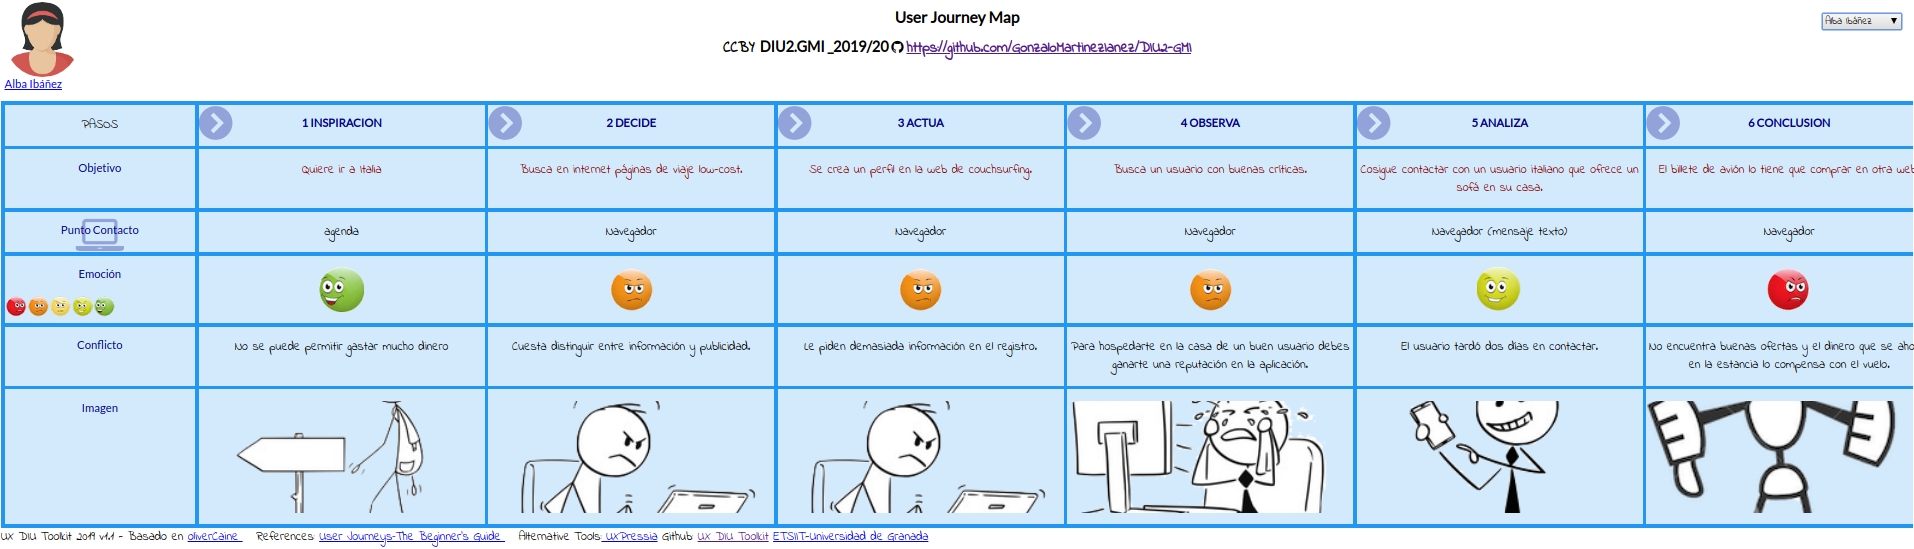 User Journey Map
Alba Ibáñez
CCBY DIU2.GMI_2019/20 https://github.com/GonzaloMartinezIanez/DIU2-GMI
Alba Ibáñez
PASOS 1 INSPIRACION 2 DECIDE 3 ACTUA 4 OBSERVA 5 ANALIZA 6 CONCLUSION
Objetivo Quiere ir a Italia Busca en internet páginas de viaje low-cost. Se crea un perfil en la web de couchsurfing. Busca un usuario con buenas críticas. Cosigue contactar con un usuario italiano que ofrece un
sofá en su casa. El billete de avión lo tiene que comprar en otra web
Punto Contacto agenda Navegador Navegador Navegador Navegador (mensaje texto) Navegador
Emoción
Conflicto No se puede permitir gastar mucho dinero Cuesta distinguir entre información y publicidad. Le piden demasiada información en el registro. Para hospedarte en la casa de un buen usuario debes
ganarte una reputación en la aplicación. El usuario tardó dos días en contactar. No encuentra buenas ofertas y el dinero que se aho
en la estancia lo compensa con el vuelo.
Imagen
UX DIU Toolkit 2019 v1.1 - Basado en oliverCaine References: User Journeys-The Beginner's Guide Alternative Tools: UXPressia Github: UX DIU Toolkit ETSIIT-Universidad de Granada